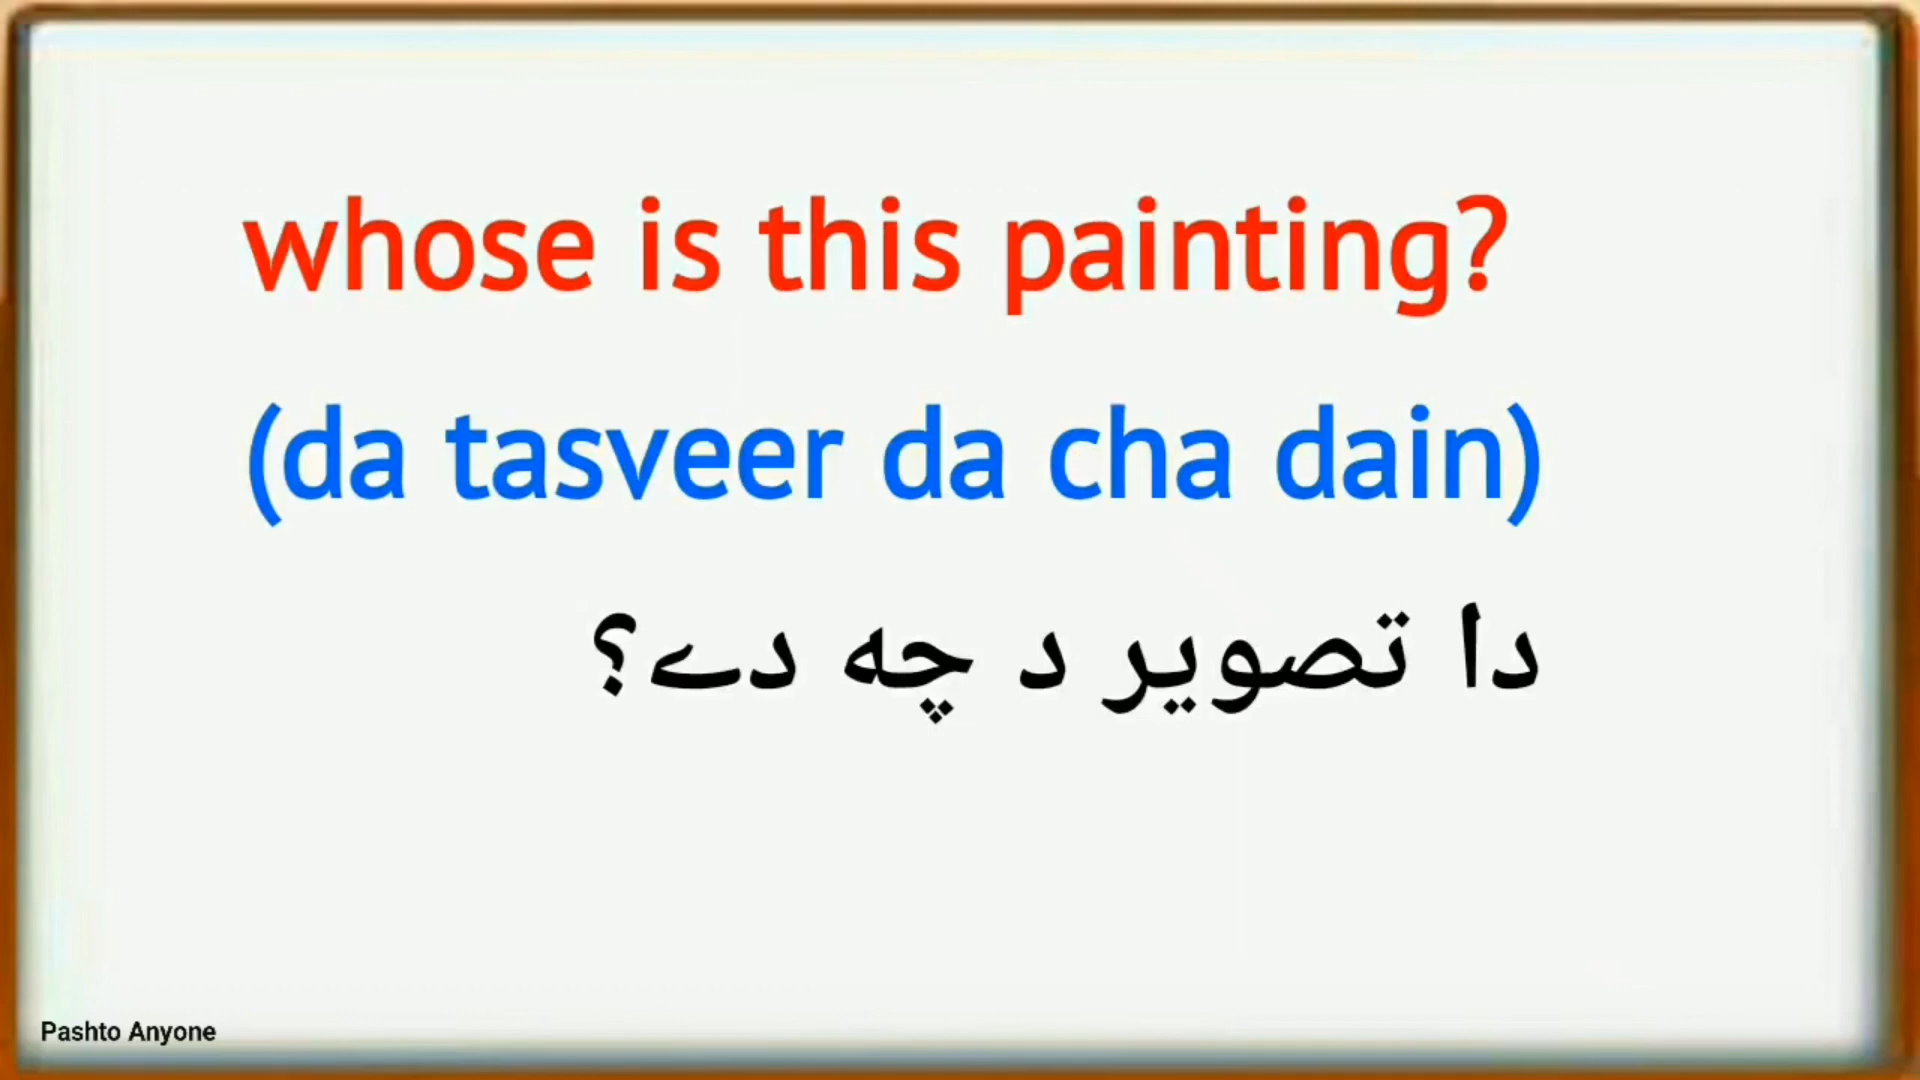 whose is this painting?
(da tasveer da cha dain)
دا تصویر د چه دے؟
Pashto Anyone